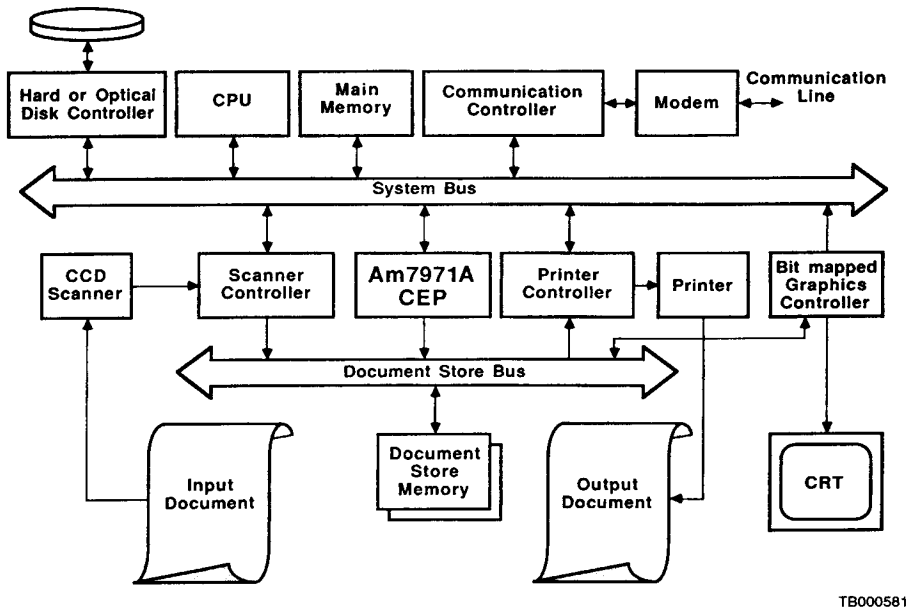 Hard or Optical
Disk Controller
CPU
Main
Memory
Communication
Controller
Modem
Communication
Line
System Bus
CCD
Scanner
Scanner
Controller
Am7971A
CEP
Printer
Controller
Printer
Bit mapped
Graphics
Controller
Document Store Bus
Input
Document
Document
Store
Memory
Output
Document
CRT
TB000581